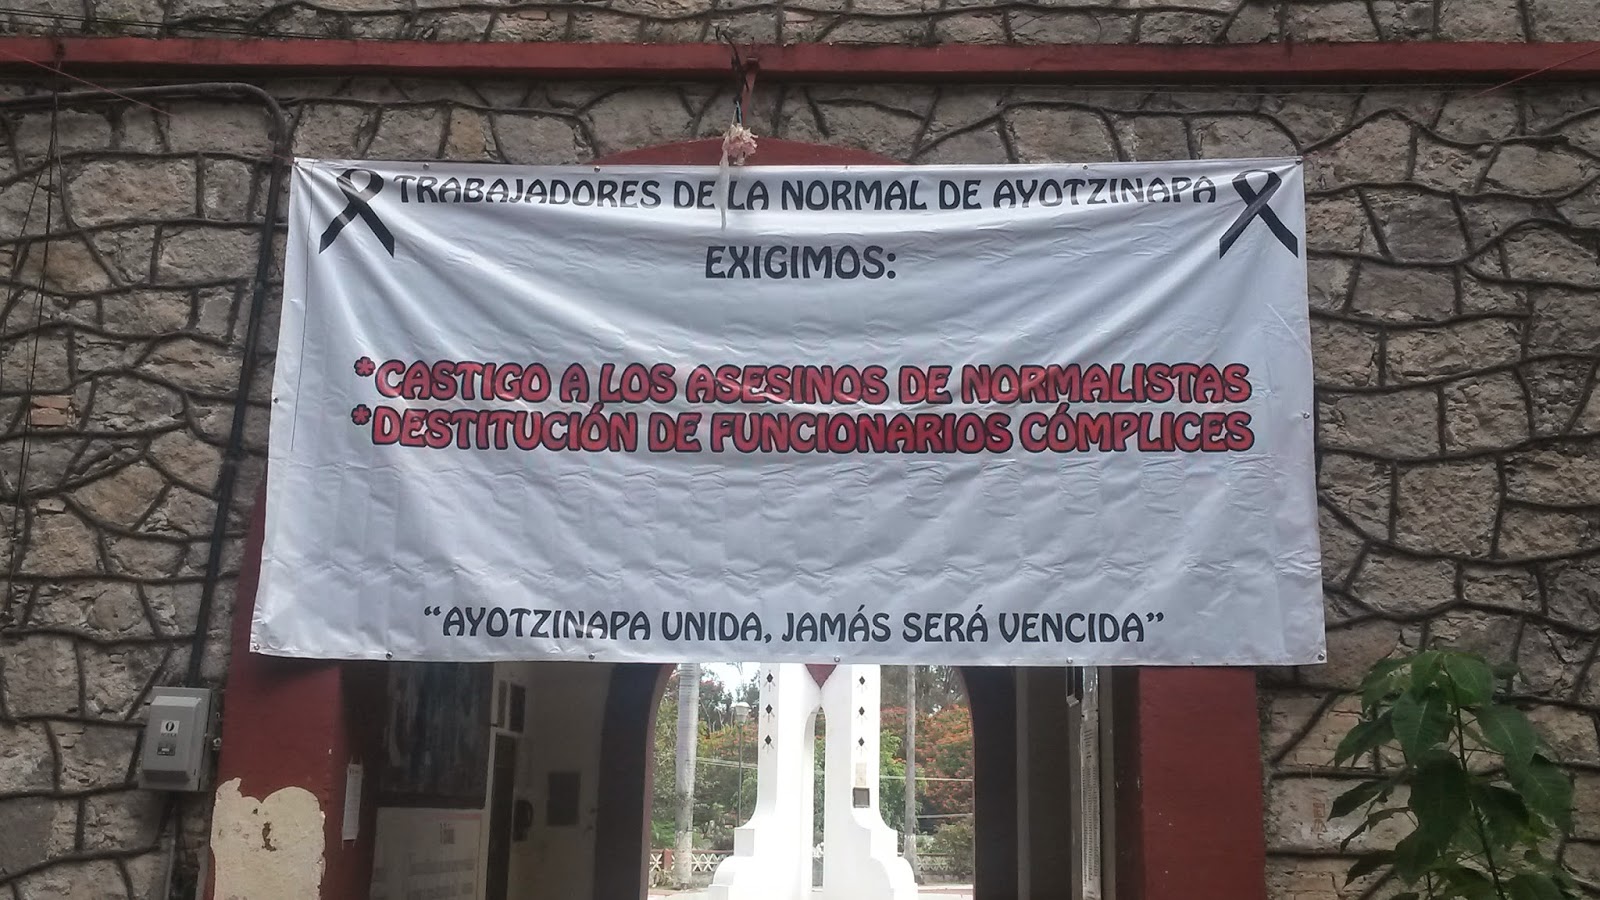 TRABAJADORES DE LA NORMAL DE AYOTZINAPA
EXIGIMOS:
*CASTIGO A LOS ASESINOS DE NORMALISTAS
*DESTITUCIÓN DE FUNCIONARIOS CÓMPLICES
“AYOTZINAPA UNIDA, JAMÁS SERÁ VENCIDA”